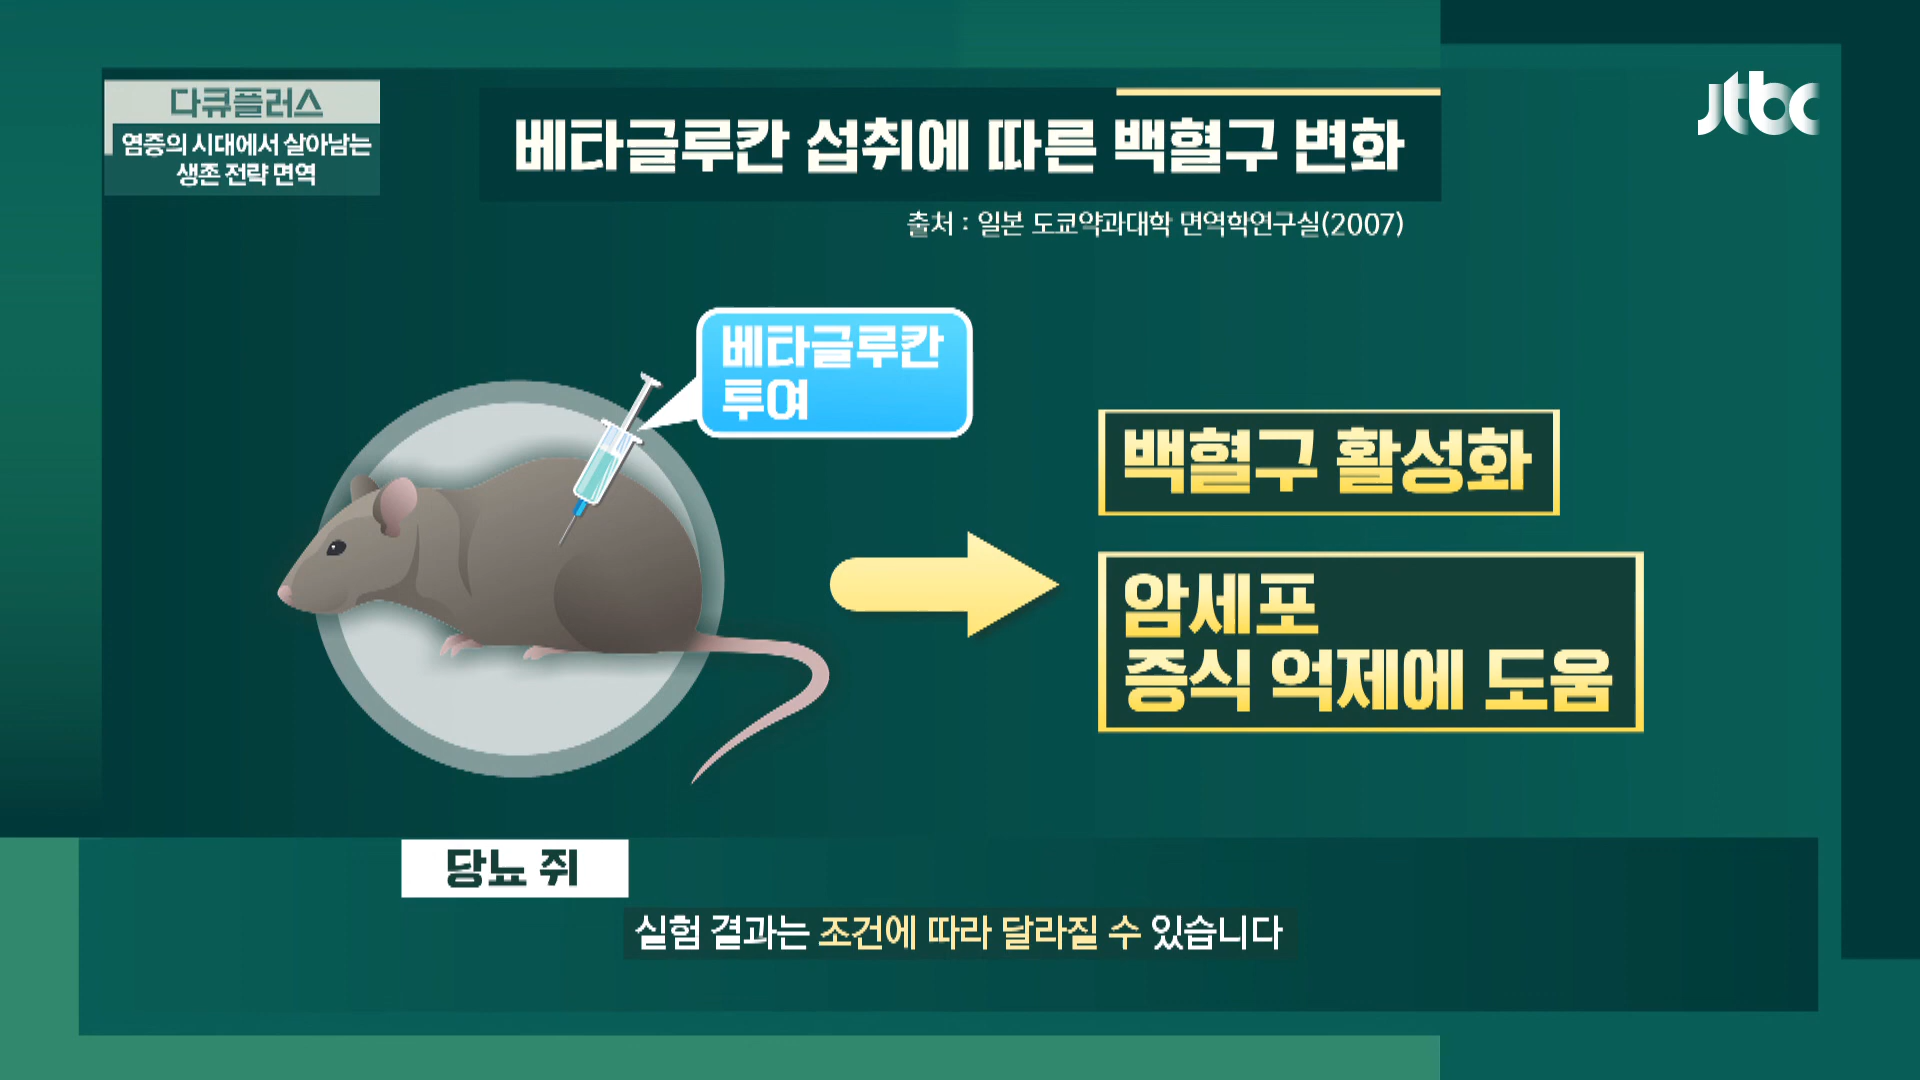 다큐플러스
염증의 시대에서 살아남는
생존 전략 면역
jtbc
베타글루칸 섭취에 따른 백혈구 변화
출처 : 일본 도쿄약과대학 면역학연구실(2007)
베타글루칸
투여
백혈구 활성화
암세포
증식 억제에 도움
당뇨 쥐
실험 결과는 조건에 따라 달라질 수 있습니다